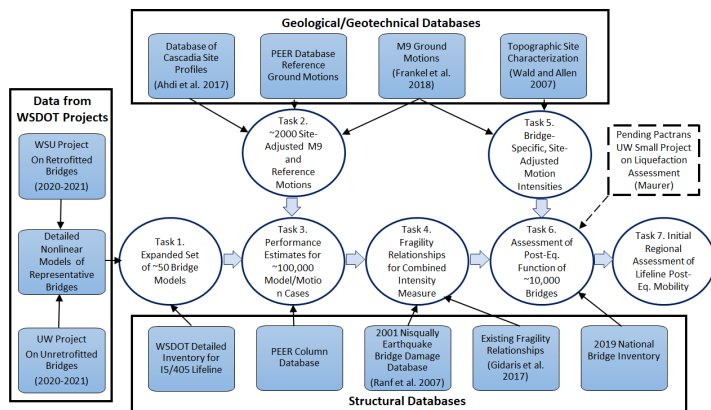 Geological/Geotechnical Databases
Database of
Cascadia Site
Profiles
(Ahdi et al. 2017)
PEER Database
Reference
Ground Motions
M9 Ground
Motions
(Frankel et al.
2018)
Topographic Site
Characterization
(Wald and Allen
2007)
Data from
WSDOT Projects
WSU Project
On Retrofitted
Bridges
(2020-2021)
Detailed
Nonlinear
Models of
Representative
Bridges
UW Project
On Unretrofitted
Bridges
(2020-2021)
Task 2.
~2000 Site-
Adjusted M9
and
Reference
Motions
Task 5.
Bridge-
Specific, Site-
Adjusted
Motion
Intensities
Pending Pactrans
UW Small Project
on Liquefaction
Assessment
(Maurer)
Task 1.
Expanded Set
of ~50 Bridge
Models
Task 3.
Performance
Estimates for
~100,000
Model/Motio
n Cases
Task 4.
Fragility
Relationships
for Combined
Intensity
Measure
Task 6.
Assessment of
Post-Eq.
Function of
~10,000
Bridges
Task 7. Initial
Regional
Assessment of
Lifeline Post-
Eq. Mobility
WSDOT Detailed
Inventory for
I5/405 Lifeline
PEER Column
Database
2001 Nisqually
Earthquake
Bridge Damage
Database
(Ranf et al. 2007)
Existing Fragility
Relationships
(Gidaris et al.
2017)
2019 National
Bridge Inventory
Structural Databases